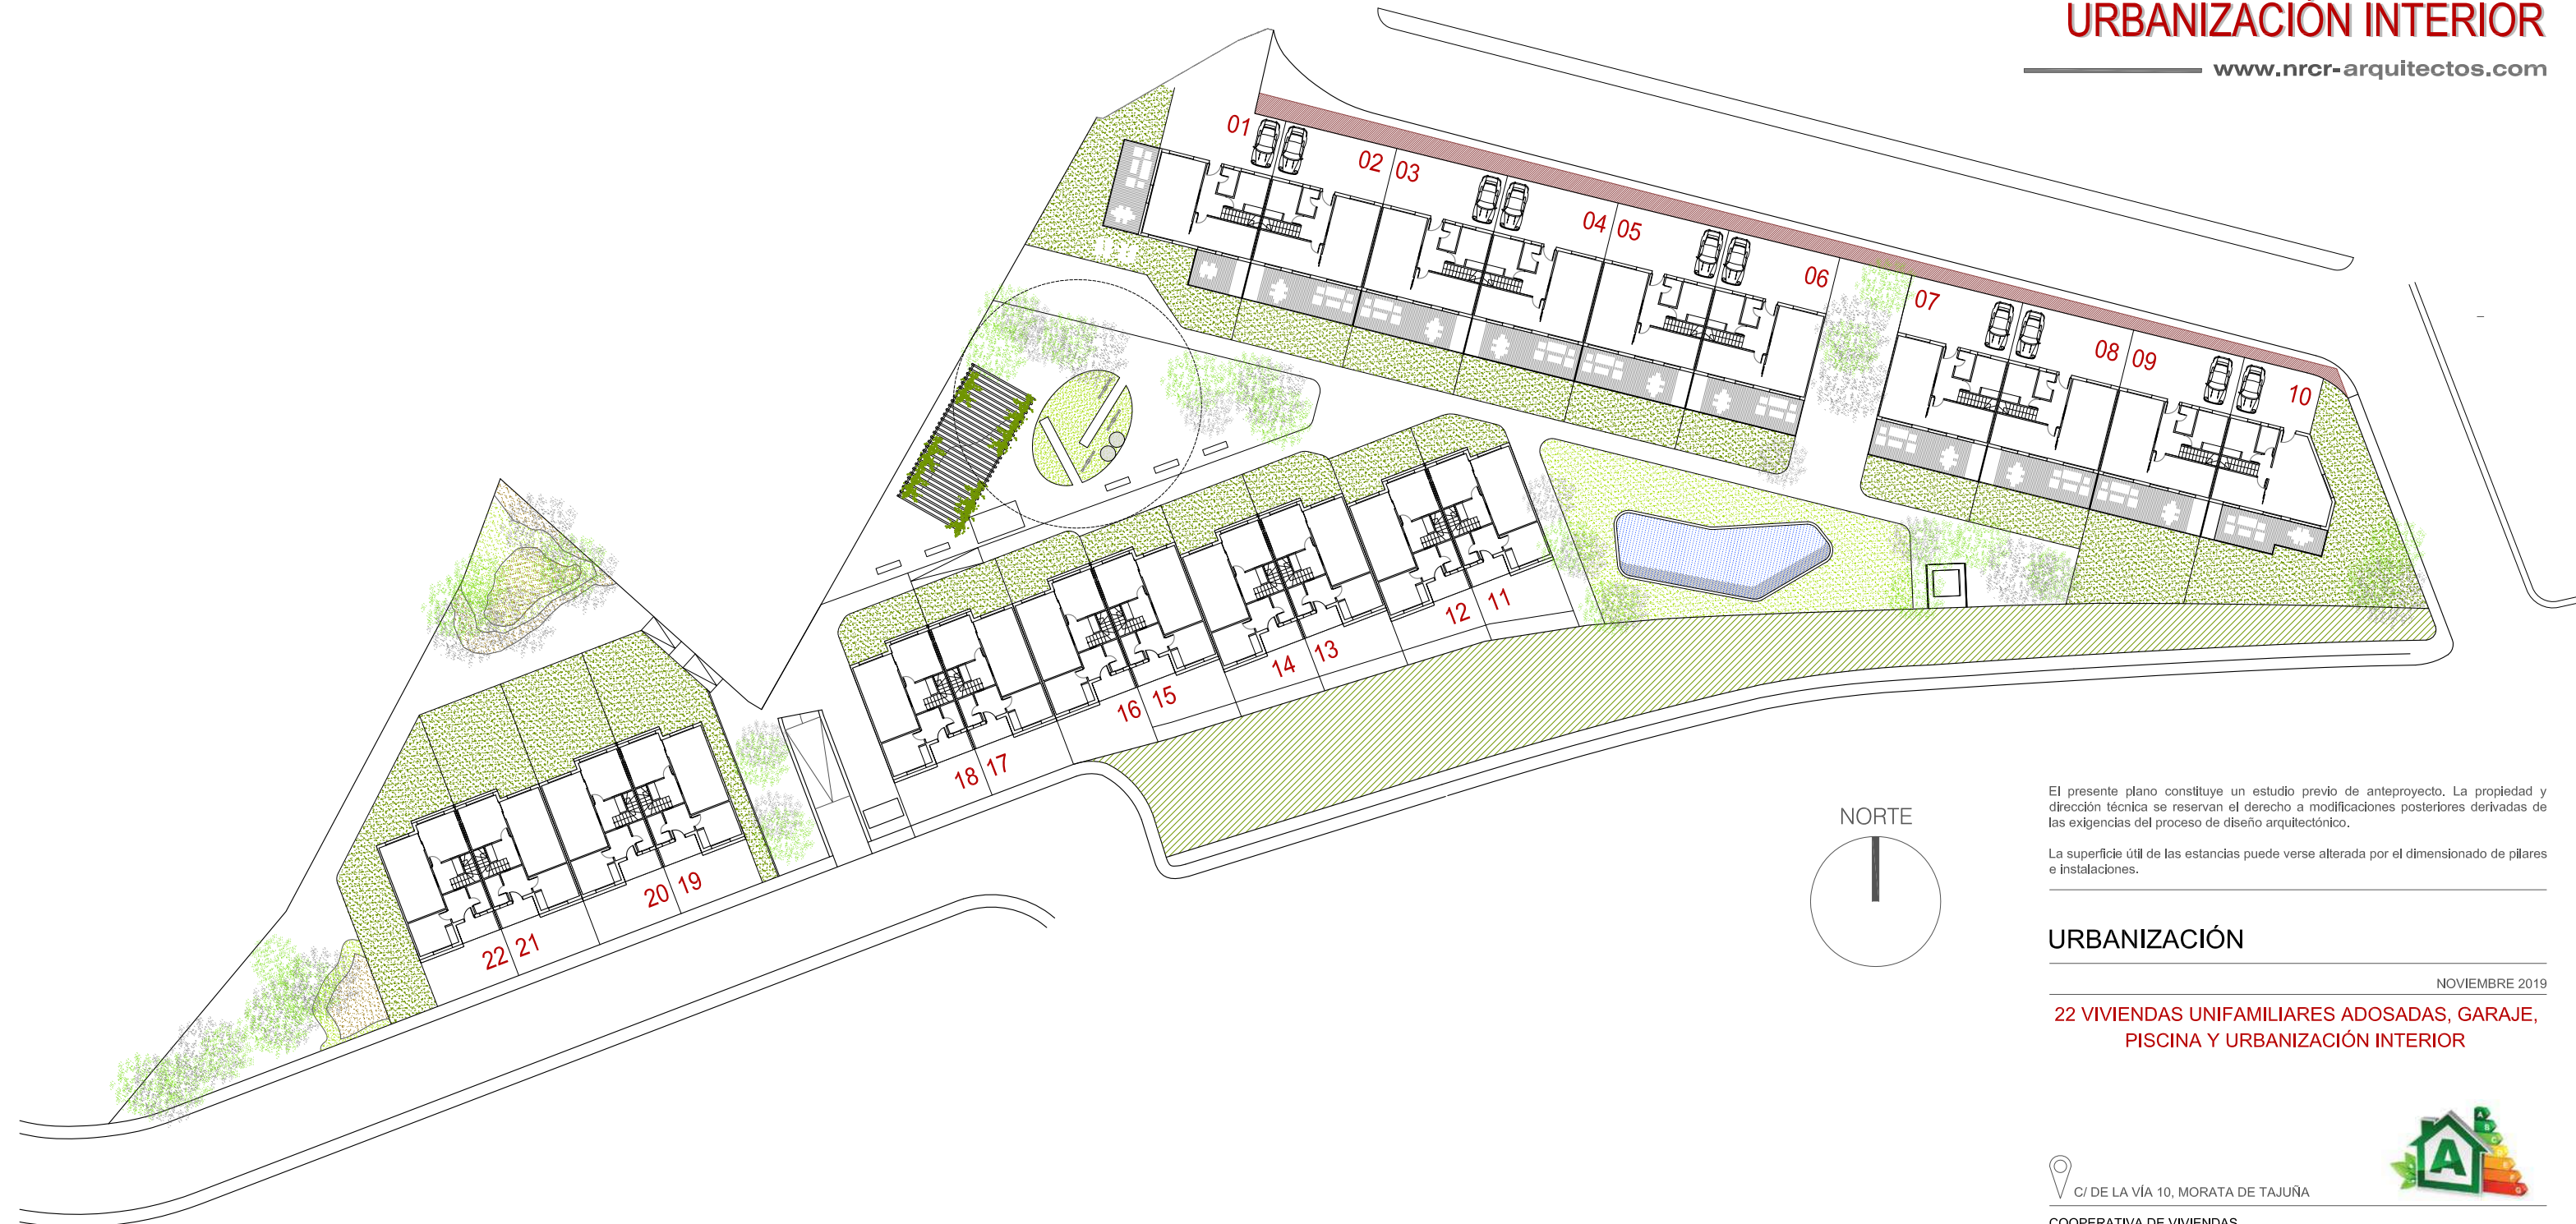 URBANIZACIÓN INTERIOR
www.nrcr-arquitectos.com
01
02 03
04 05
06
07
08 09
10
12 11
14 13
16 15
18 17
20 19
22 21
NORTE
El presente plano constituye un estudio previo de anteproyecto. La propiedad y
dirección técnica se reservan el derecho a modificaciones posteriores derivadas de
las exigencias del proceso de diseño arquitectónico.
La superficie útil de las estancias puede verse alterada por el dimensionado de pilares
e instalaciones.
URBANIZACIÓN
NOVIEMBRE 2019
22 VIVIENDAS UNIFAMILIARES ADOSADAS, GARAJE,
PISCINA Y URBANIZACIÓN INTERIOR
A
C/ DE LA VÍA 10, MORATA DE TAJUÑA
COOPERATIVA DE VIVIENDAS